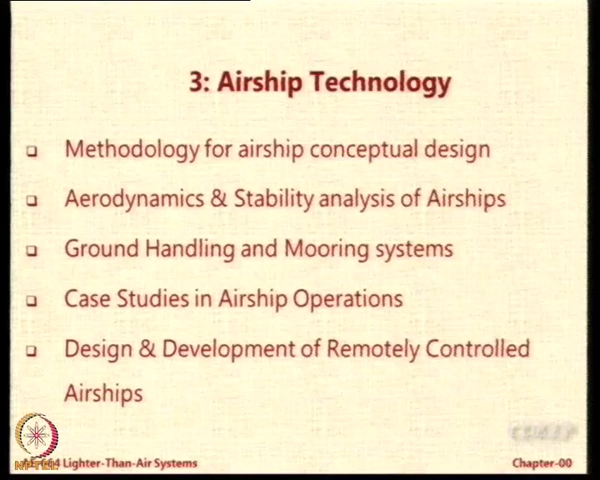 3: Airship Technology
Methodology for airship conceptual design
Aerodynamics & Stability analysis of Airships
Ground Handling and Mooring systems
Case Studies in Airship Operations
Design & Development of Remotely Controlled
Airships
NPTEL
Lighter-Than-Air Systems
Chapter-00